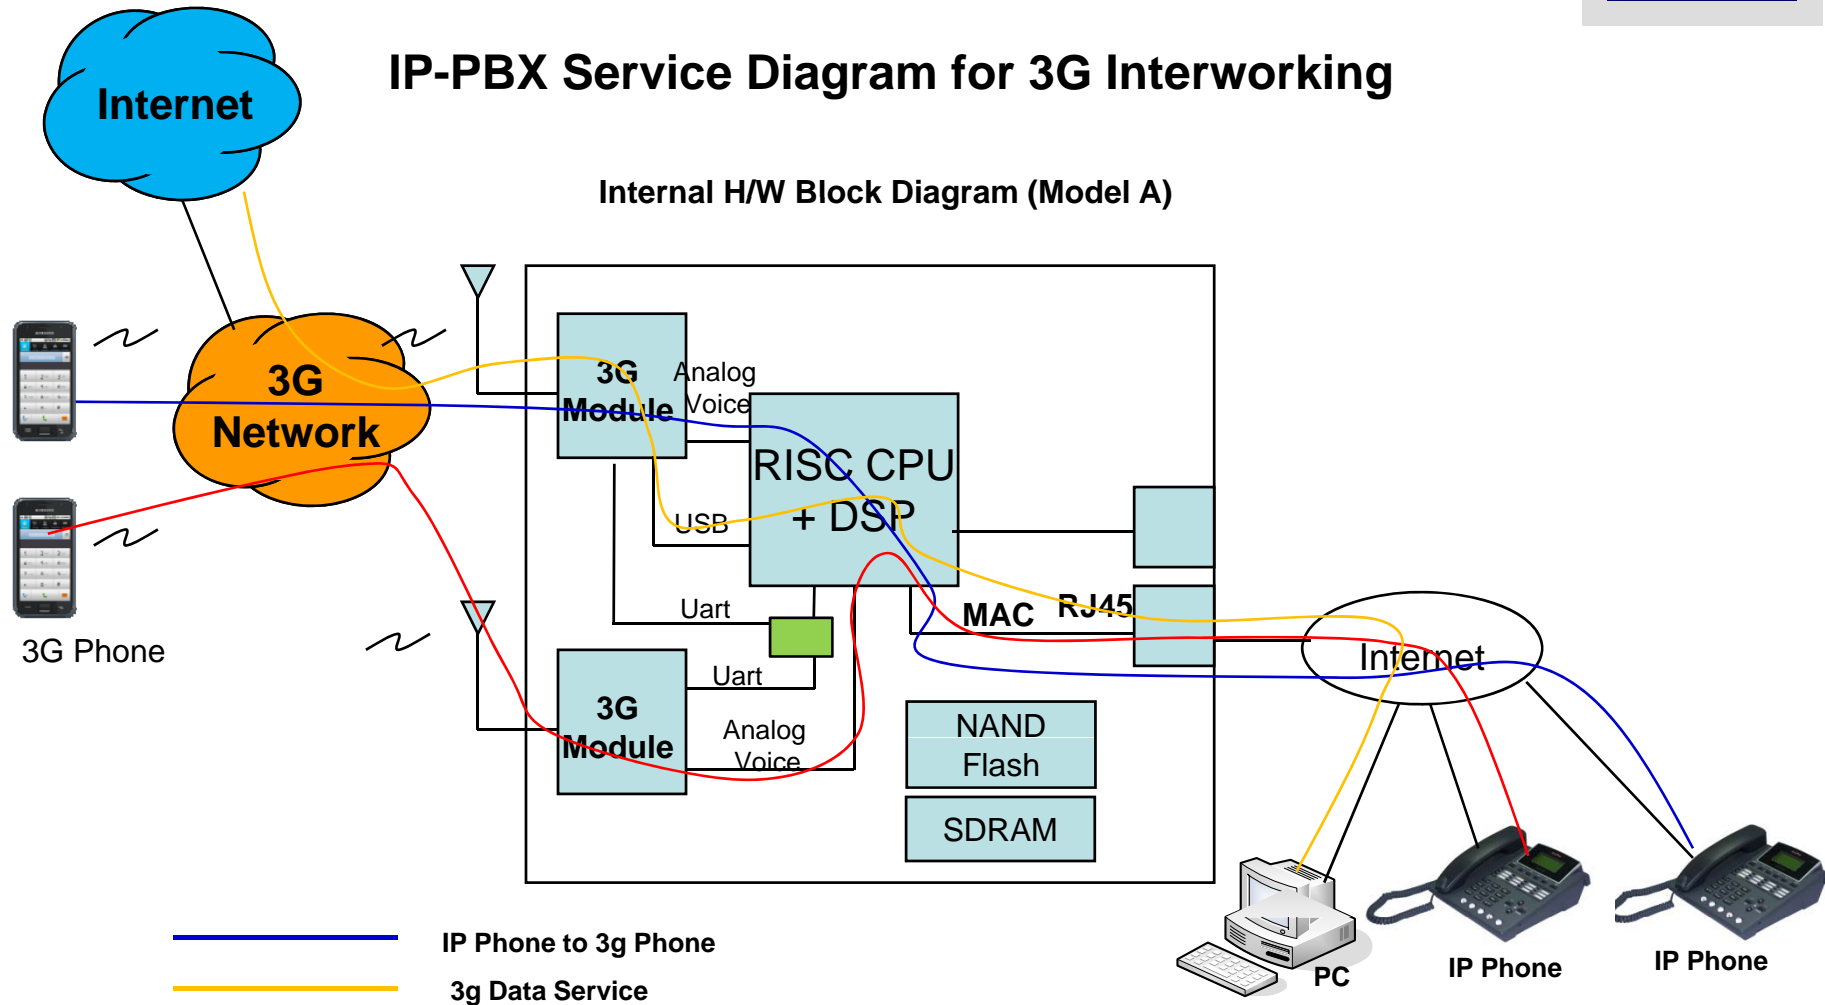 IP-PBX Service Diagram for 3G Interworking
Internet
Internal H/W Block Diagram (Model A)
3G
Network
3G
Module
Analog
Voice
RISC CPU
+ DSP
USB
Uart
MAC
RJ45
3G Phone
Internet
Uart
3G
Module
Analog
Voice
NAND
Flash
SDRAM
IP Phone to 3g Phone
3g Data Service
PC
IP Phone
IP Phone